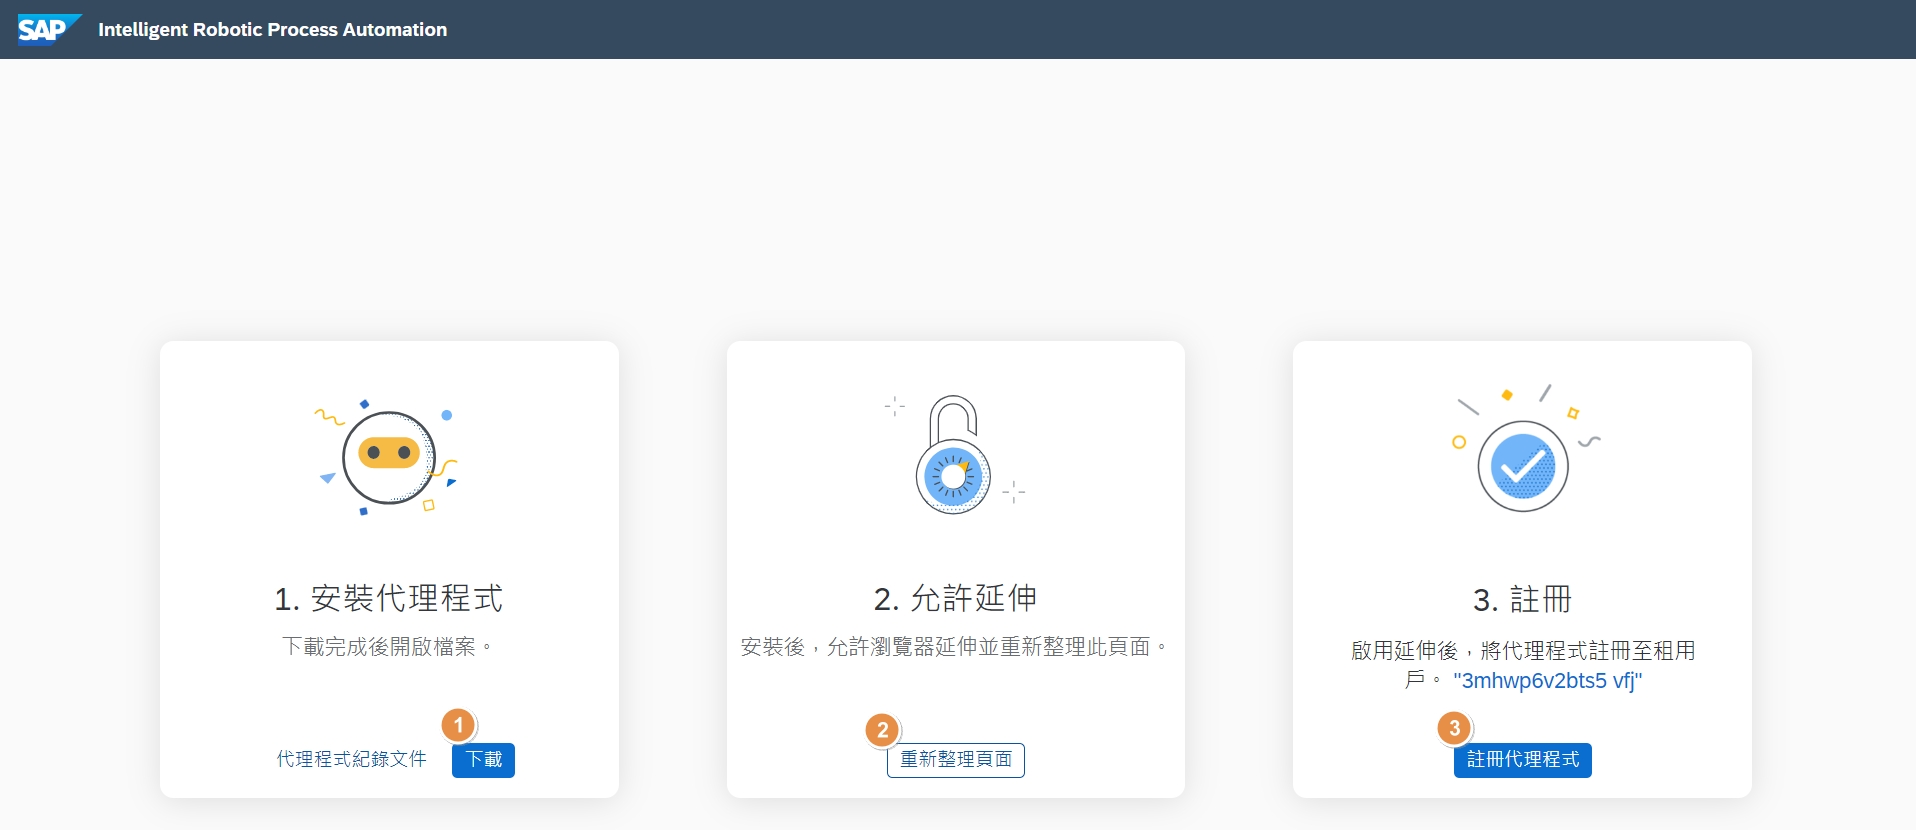 SAP Intelligent Robotic Process Automation
1. 安裝代理程式
下載完成後開啟檔案。
1
代理程式紀錄文件 下載
2. 允許延伸
安裝後，允許瀏覽器延伸並重新整理此頁面。
2
重新整理頁面
3. 註冊
啟用延伸後，將代理程式註冊至租用
戶。 "3mhwp6v2bts5 vfj"
3
註冊代理程式